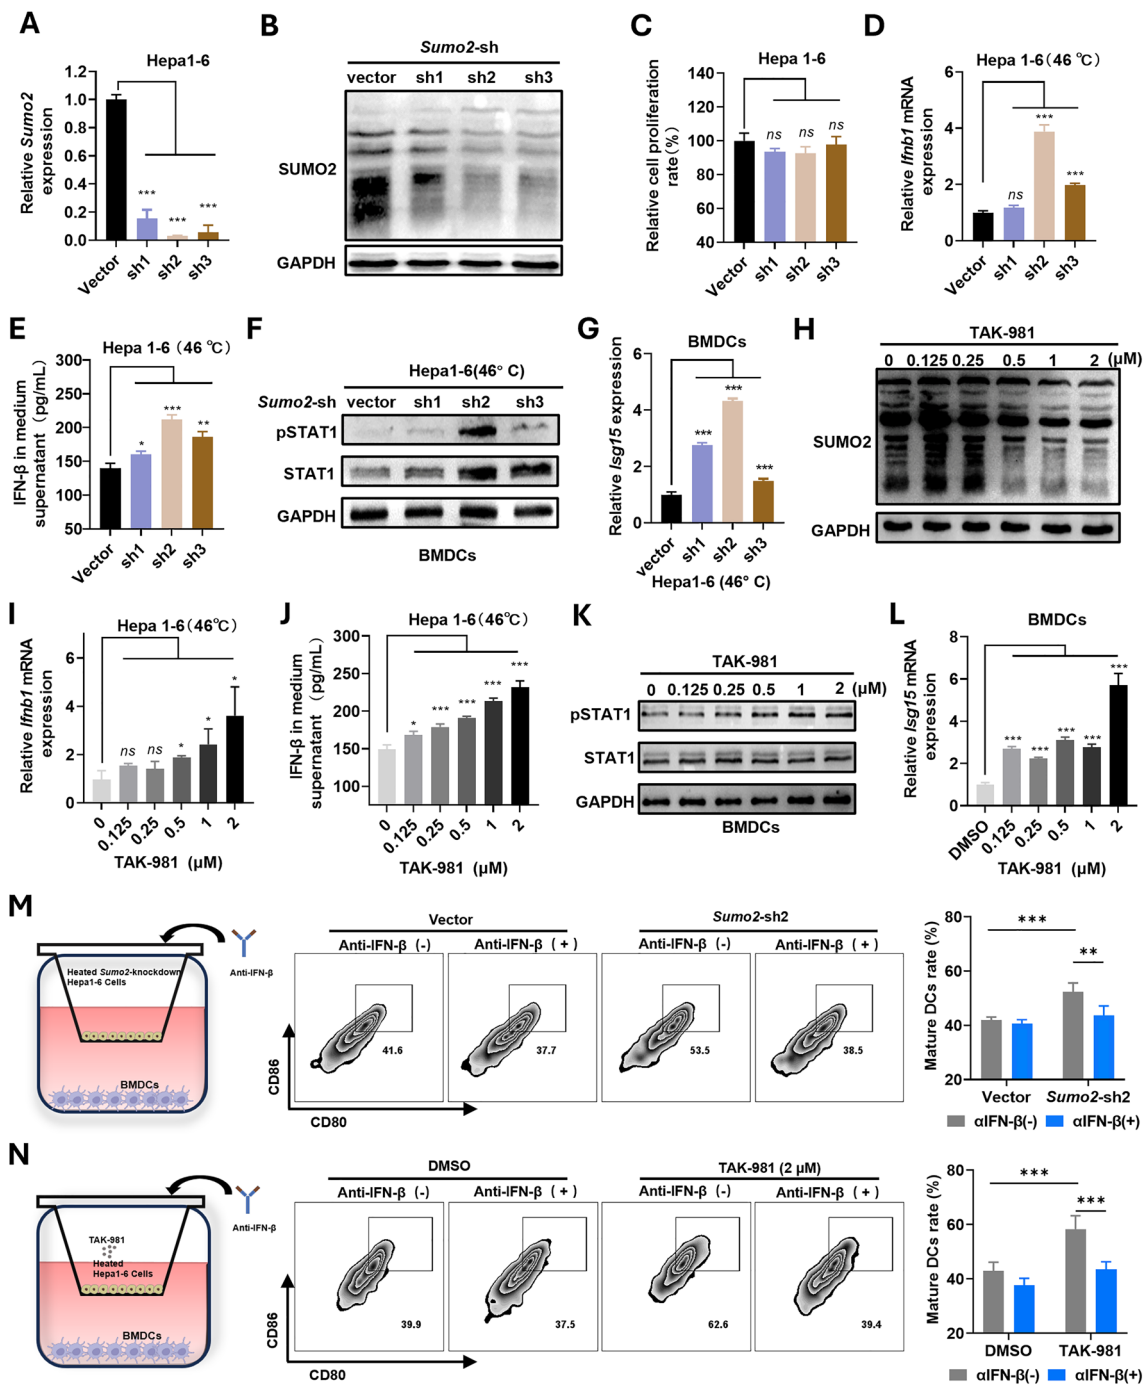 A
Hepa1-6
Relative Sumo2
expression
1.2
1.0
0.8
0.6
0.4
0.2
0.0
***
***
***
Vector
sh1
sh2
sh3
B
Sumo2-sh
vector sh1 sh2 sh3
SUMO2
GAPDH
C
Hepa 1-6
Relative cell proliferation
rate(%)
140
120
100
80
60
40
ns
ns
ns
Vector
sh1
sh2
sh3
D
Hepa 1-6(46 ℃)
Relative Ifnb1 mRNA
expression
6
4
2
0
ns
***
***
Vector
sh1
sh2
sh3
E
Hepa 1-6(46 ℃)
IFN-β in medium
supernatant (pg/mL)
300
250
200
150
100
50
*
***
**
Vector
sh1
sh2
sh3
F
Hepa1-6(46° C)
Sumo2-sh vector sh1 sh2 sh3
pSTAT1
STAT1
GAPDH
BMDCs
G
BMDCs
Relative Isg15 expression
6
4
2
0
***
***
***
Vector
sh1
sh2
sh3
Hepa1-6 (46° C)
H
TAK-981
0 0.125 0.25 0.5 1 2 (μM)
SUMO2
GAPDH
I
Hepa 1-6(46℃)
Relative Ifnb1 mRNA
expression
6
4
2
0
ns
ns
*
*
*
0
0.125
0.25
0.5
1
2
TAK-981 (μM)
J
Hepa 1-6(46℃)
IFN-β in medium
supernatant (pg/mL)
300
250
200
150
100
*
***
***
***
***
0
0.125
0.25
0.5
1
2
TAK-981 (μM)
K
TAK-981
0 0.125 0.25 0.5 1 2 (μM)
pSTAT1
STAT1
GAPDH
BMDCs
L
BMDCs
Relative Isg15 mRNA
expression
8
6
4
2
0
***
***
***
***
***
DMSO
0.125
0.25
0.5
1
2
TAK-981 (μM)
M
Anti-IFN-β
Heated Sumo2-knockdown
Hepa1-6 Cells
BMDCs
Vector
Sumo2-sh2
Anti-IFN-β (-)
Anti-IFN-β (+)
Anti-IFN-β (-)
Anti-IFN-β (+)
41.6
37.7
53.5
38.5
CD86
CD80
Mature DCs rate (%)
80
60
40
20
***
**
Vector Sumo2-sh2
αIFN-β(-) αIFN-β(+)
N
Anti-IFN-β
TAK-981
Heated
Hepa1-6 Cells
BMDCs
DMSO
TAK-981 (2 μM)
Anti-IFN-β (-)
Anti-IFN-β (+)
Anti-IFN-β (-)
Anti-IFN-β (+)
39.9
37.5
62.6
39.4
CD86
CD80
Mature DCs rate (%)
80
60
40
20
***
***
DMSO TAK-981
αIFN-β(-) αIFN-β(+)